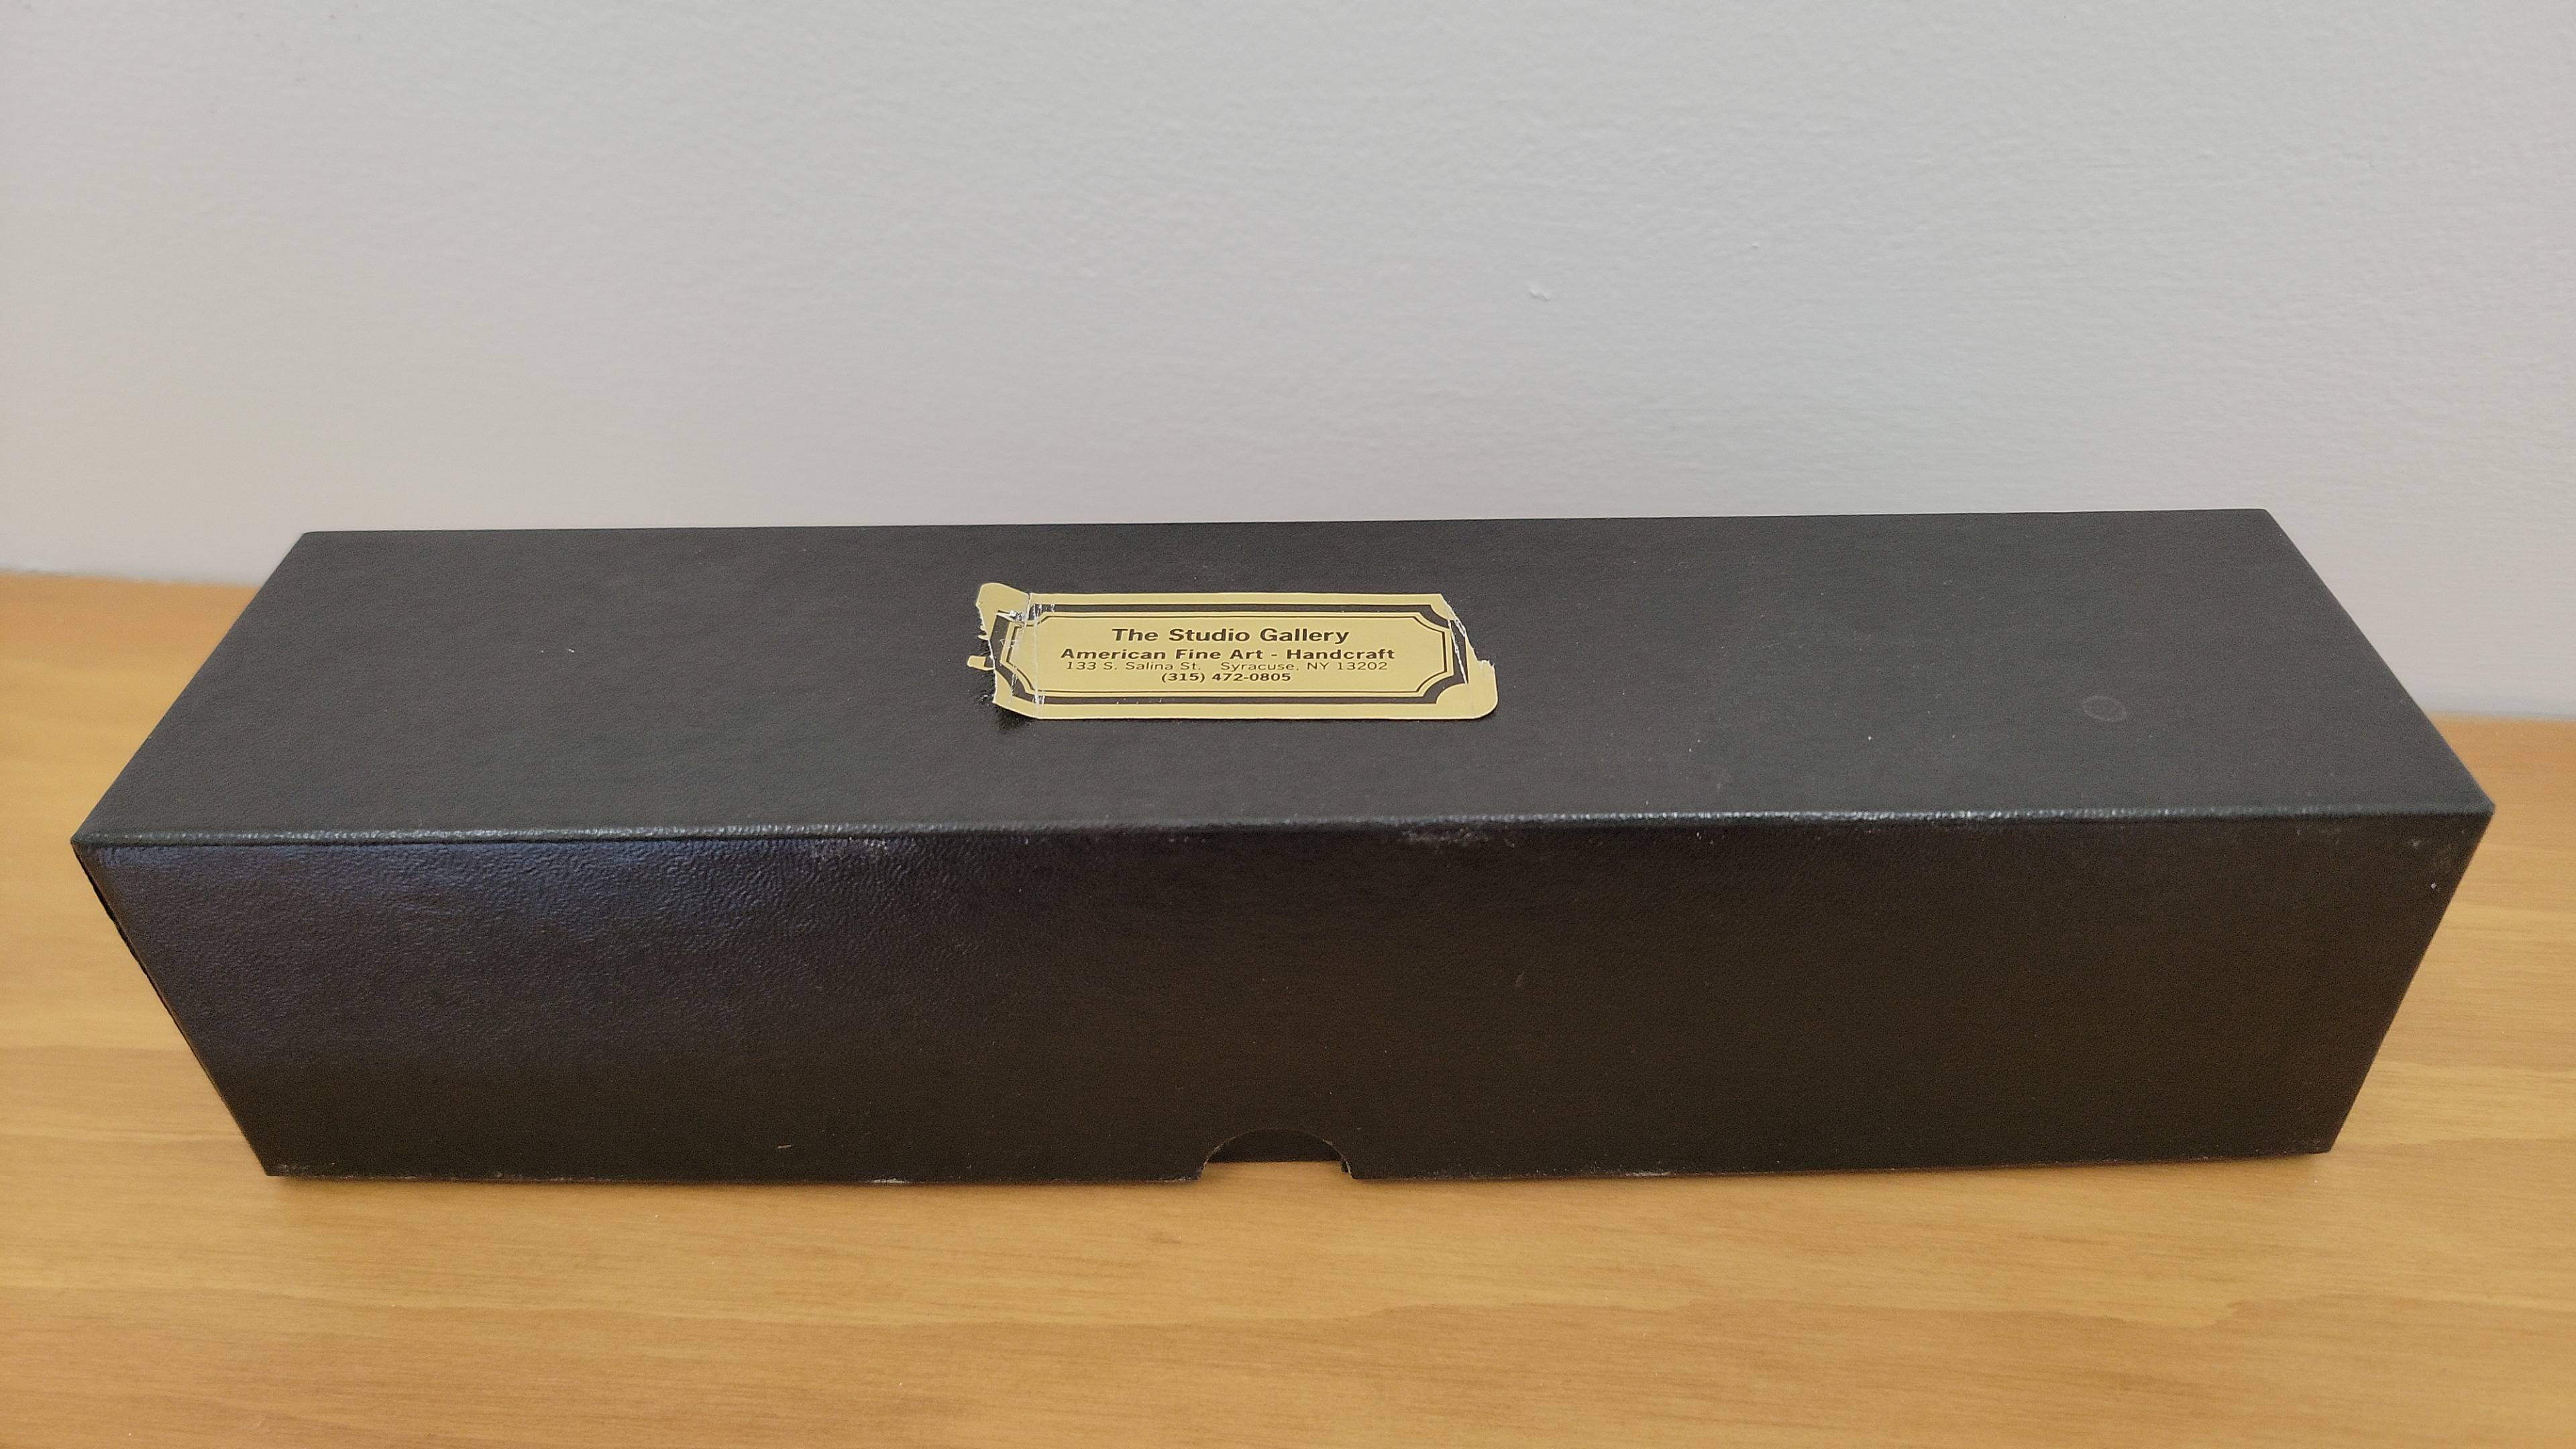 The Studio Gallery
American Fine Art - Handcraft
133 S. Salina St. Syracuse, NY 13202
(315) 472-0805